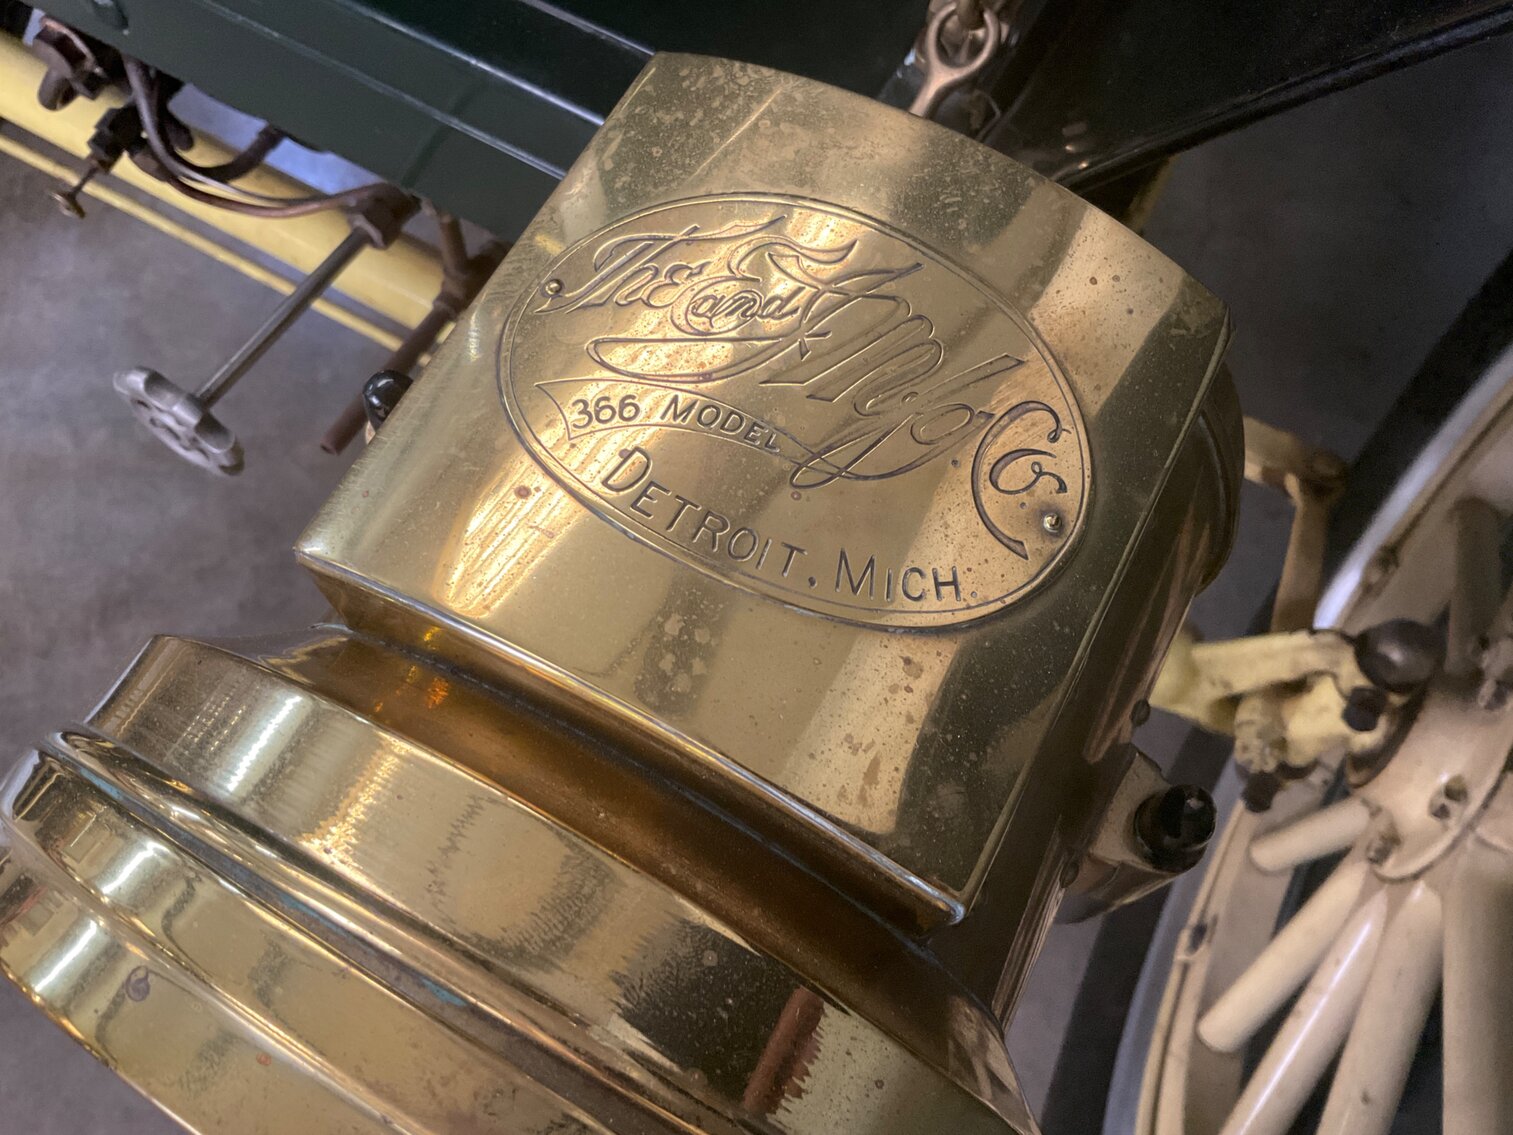 The E and J Mfg Co
366 MODEL
DETROIT, MICH.